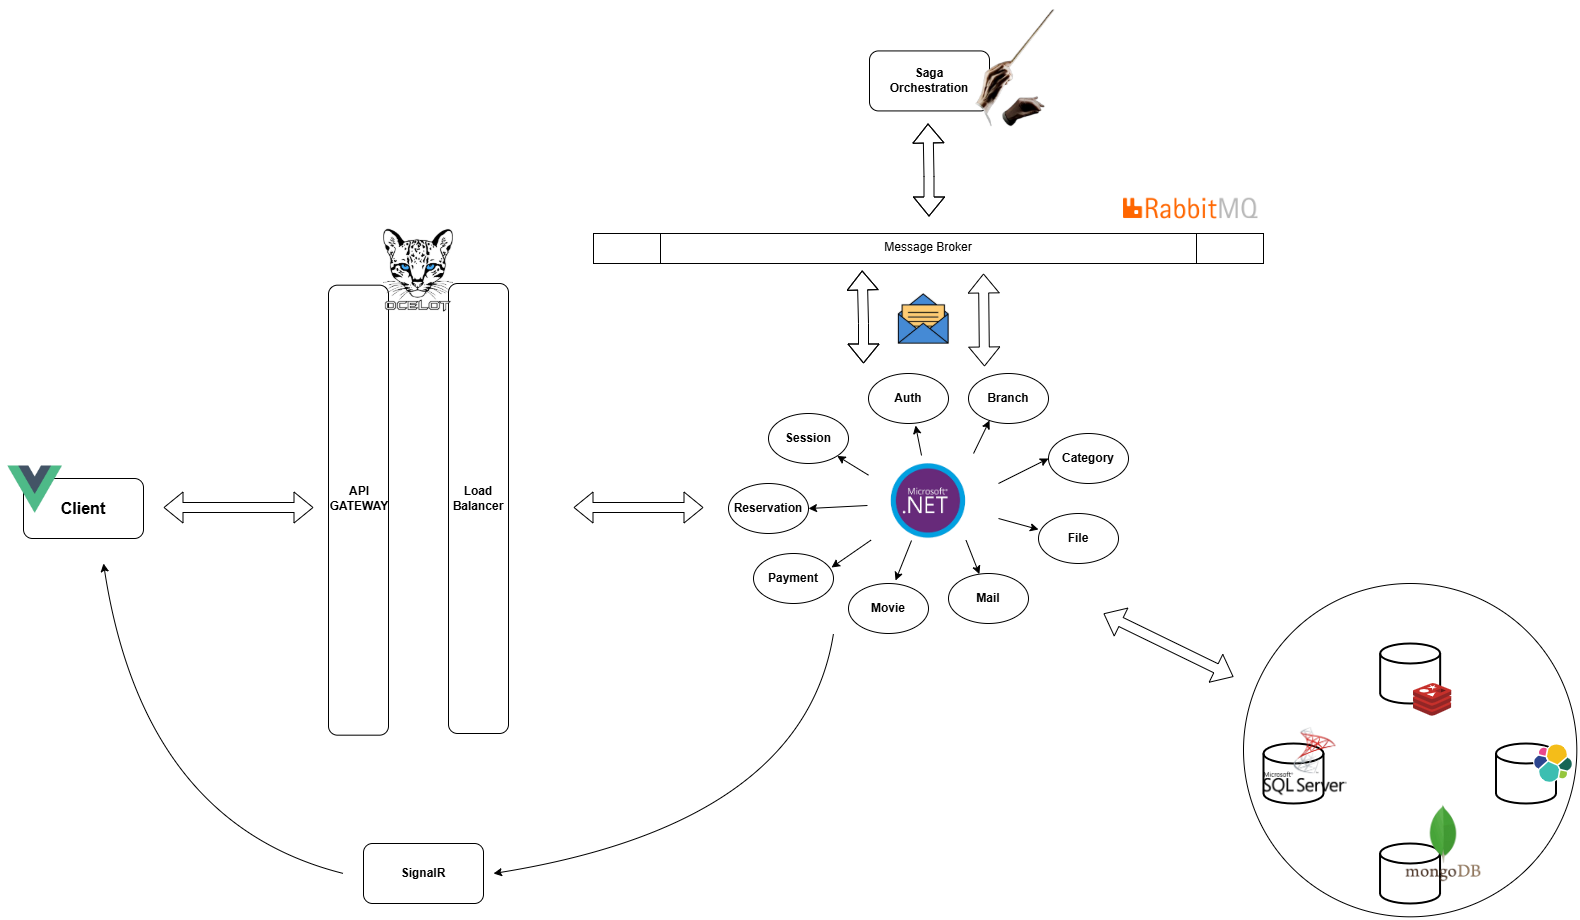 Saga
Orchestration
RabbitMQ
Message Broker
OCELOT
Auth
Branch
Session
Category
Microsoft®
.NET
API
GATEWAY
Load
Balancer
Client
Reservation
File
Payment
Movie
Mail
Microsoft®
SQL Server®
mongoDB
SignalR